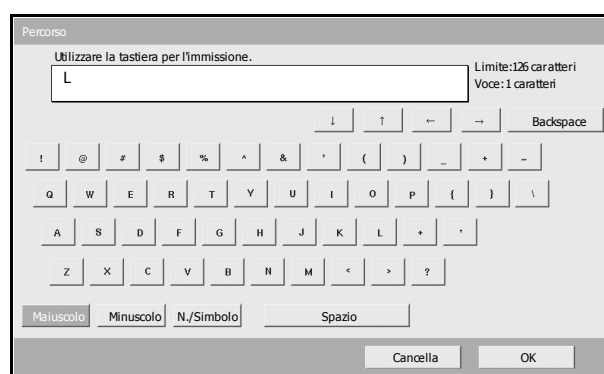 Percorso
Utilizzare la tastiera per l'immissione.
Limite:126 caratteri
L
Voce:1 caratteri
↓ ↑ ← → Backspace
! @ # $ % ^ & * ( ) _ + ~
Q W E R T Y U I O P { } \
A S D F G H J K L + '
Z X C V B N M < > ?
Maiuscolo Minuscolo N./Simbolo Spazio
Cancella OK